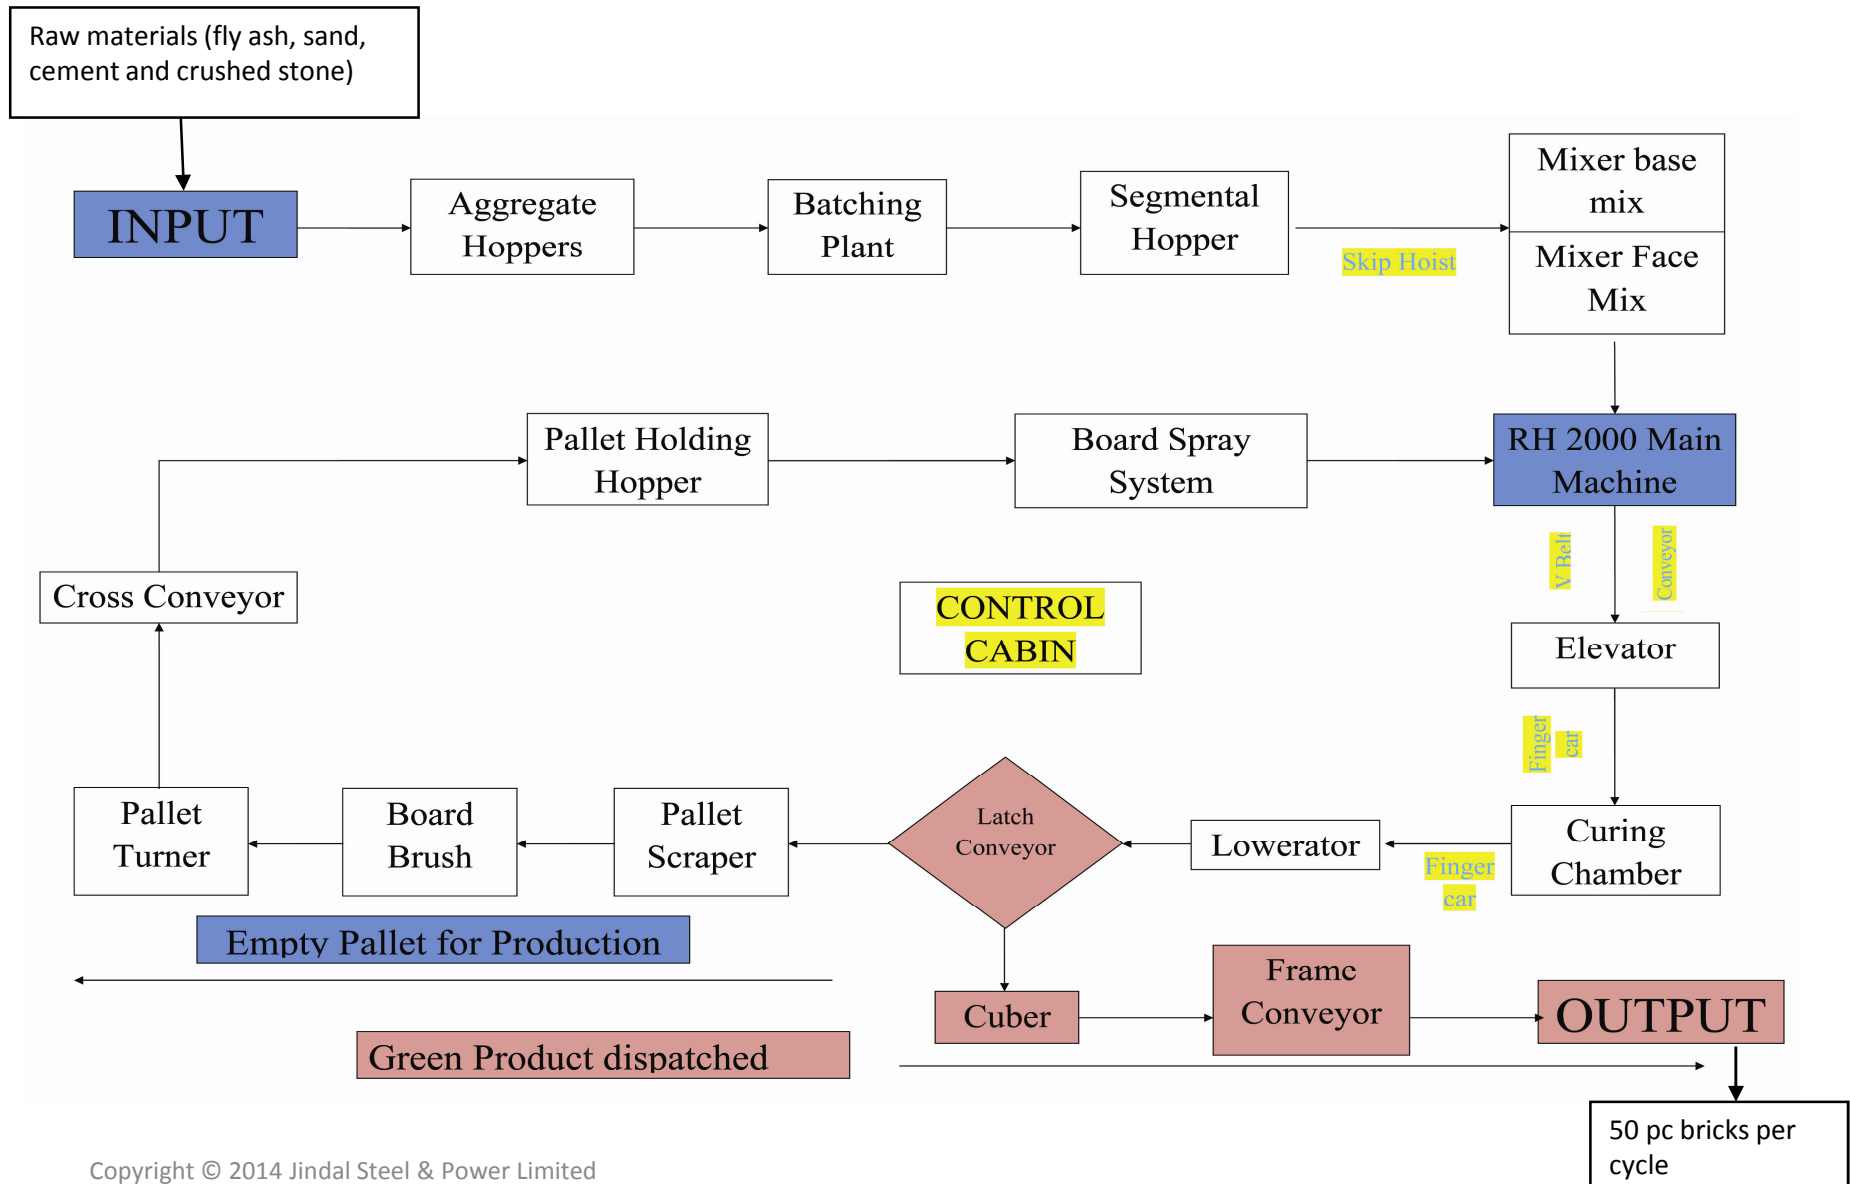 Raw materials (fly ash, sand,
cement and crushed stone)
INPUT
Aggregate
Hoppers
Batching
Plant
Segmental
Hopper
Skip Hoist
Mixer base
mix
Mixer Face
Mix
Pallet Holding
Hopper
Board Spray
System
RH 2000 Main
Machine
V Belt
Conveyor
Cross Conveyor
CONTROL
CABIN
Elevator
Finger
car
Pallet
Turner
Board
Brush
Pallet
Scraper
Latch
Conveyor
Lowerator
Finger
car
Curing
Chamber
Empty Pallet for Production
Cuber
Frame
Conveyor
OUTPUT
Green Product dispatched
50 pc bricks per
cycle
Copyright © 2014 Jindal Steel & Power Limited